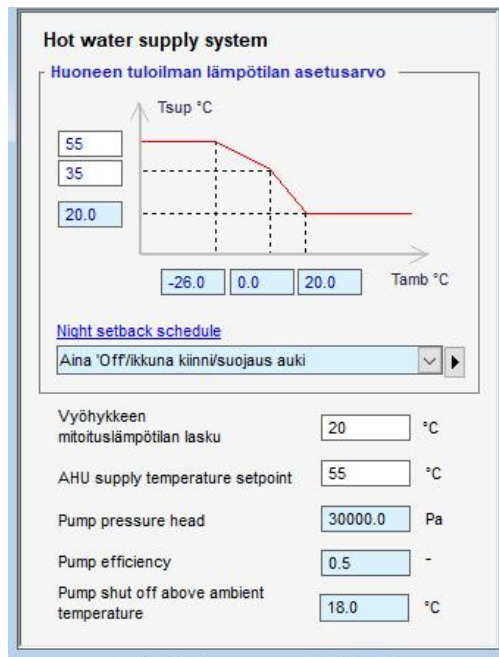 Hot water supply system
Huoneen tuloilman lämpötilan asetusarvo
Tsup °C
55
35
20.0
-26.0 0.0 20.0 Tamb °C
Night setback schedule
Aina 'Off'/ikkuna kiinni/suojaus auki
Vyöhykkeen
mitoituslämpötilan lasku 20 °C
AHU supply temperature setpoint 55 °C
Pump pressure head 30000.0 Pa
Pump efficiency 0.5 -
Pump shut off above ambient
temperature 18.0 °C